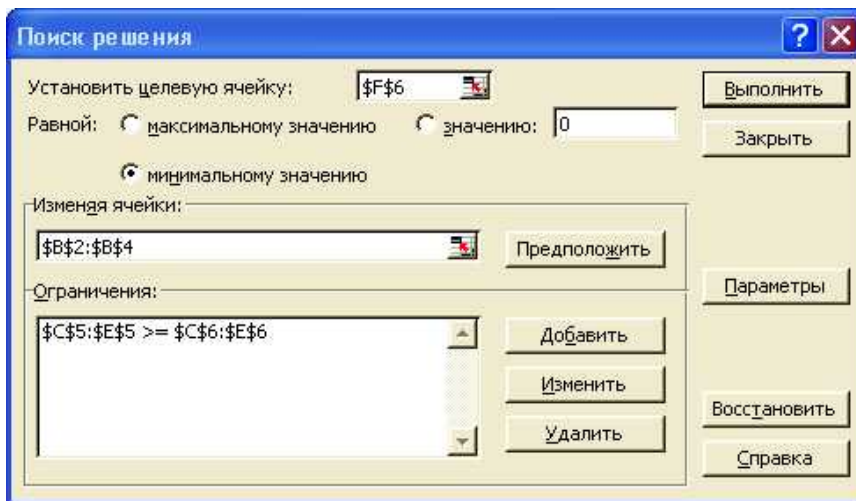 Поиск решения
Установить целевую ячейку: $F$6
Выполнить
Равной: максимальному значению значению: 0
Закрыть
минимальному значению
Изменяя ячейки:
$B$2:$B$4
Предположить
Ограничения:
Параметры
$C$5:$E$5 >= $C$6:$E$6
Добавить
Изменить
Восстановить
Удалить
Справка